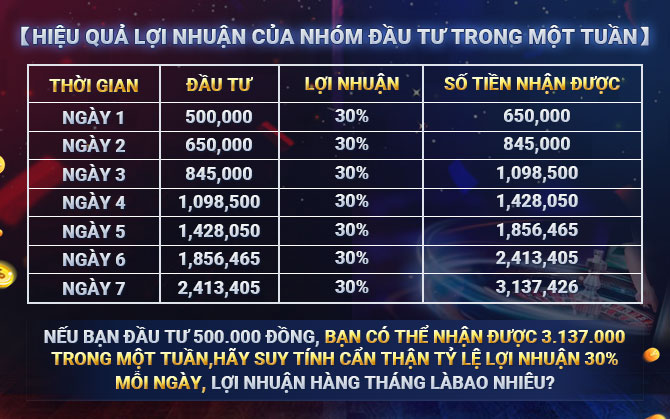 【HIỆU QUẢ LỢI NHUẬN CỦA NHÓM ĐẦU TƯ TRONG MỘT TUẦN】
THỜI GIAN ĐẦU TƯ LỢI NHUẬN SỐ TIỀN NHẬN ĐƯỢC
NGÀY 1 500,000 30% 650,000
NGÀY 2 650,000 30% 845,000
NGÀY 3 845,000 30% 1,098,500
NGÀY 4 1,098,500 30% 1,428,050
NGÀY 5 1,428,050 30% 1,856,465
NGÀY 6 1,856,465 30% 2,413,405
NGÀY 7 2,413,405 30% 3,137,426
NẾU BẠN ĐẦU TƯ 500.000 ĐỒNG, BẠN CÓ THỂ NHẬN ĐƯỢC 3.137.000
TRONG MỘT TUẦN,HÃY SUY TÍNH CẨN THẬN TỶ LỆ LỢI NHUẬN 30%
MỖI NGÀY, LỢI NHUẬN HÀNG THÁNG LÀBAO NHIÊU?